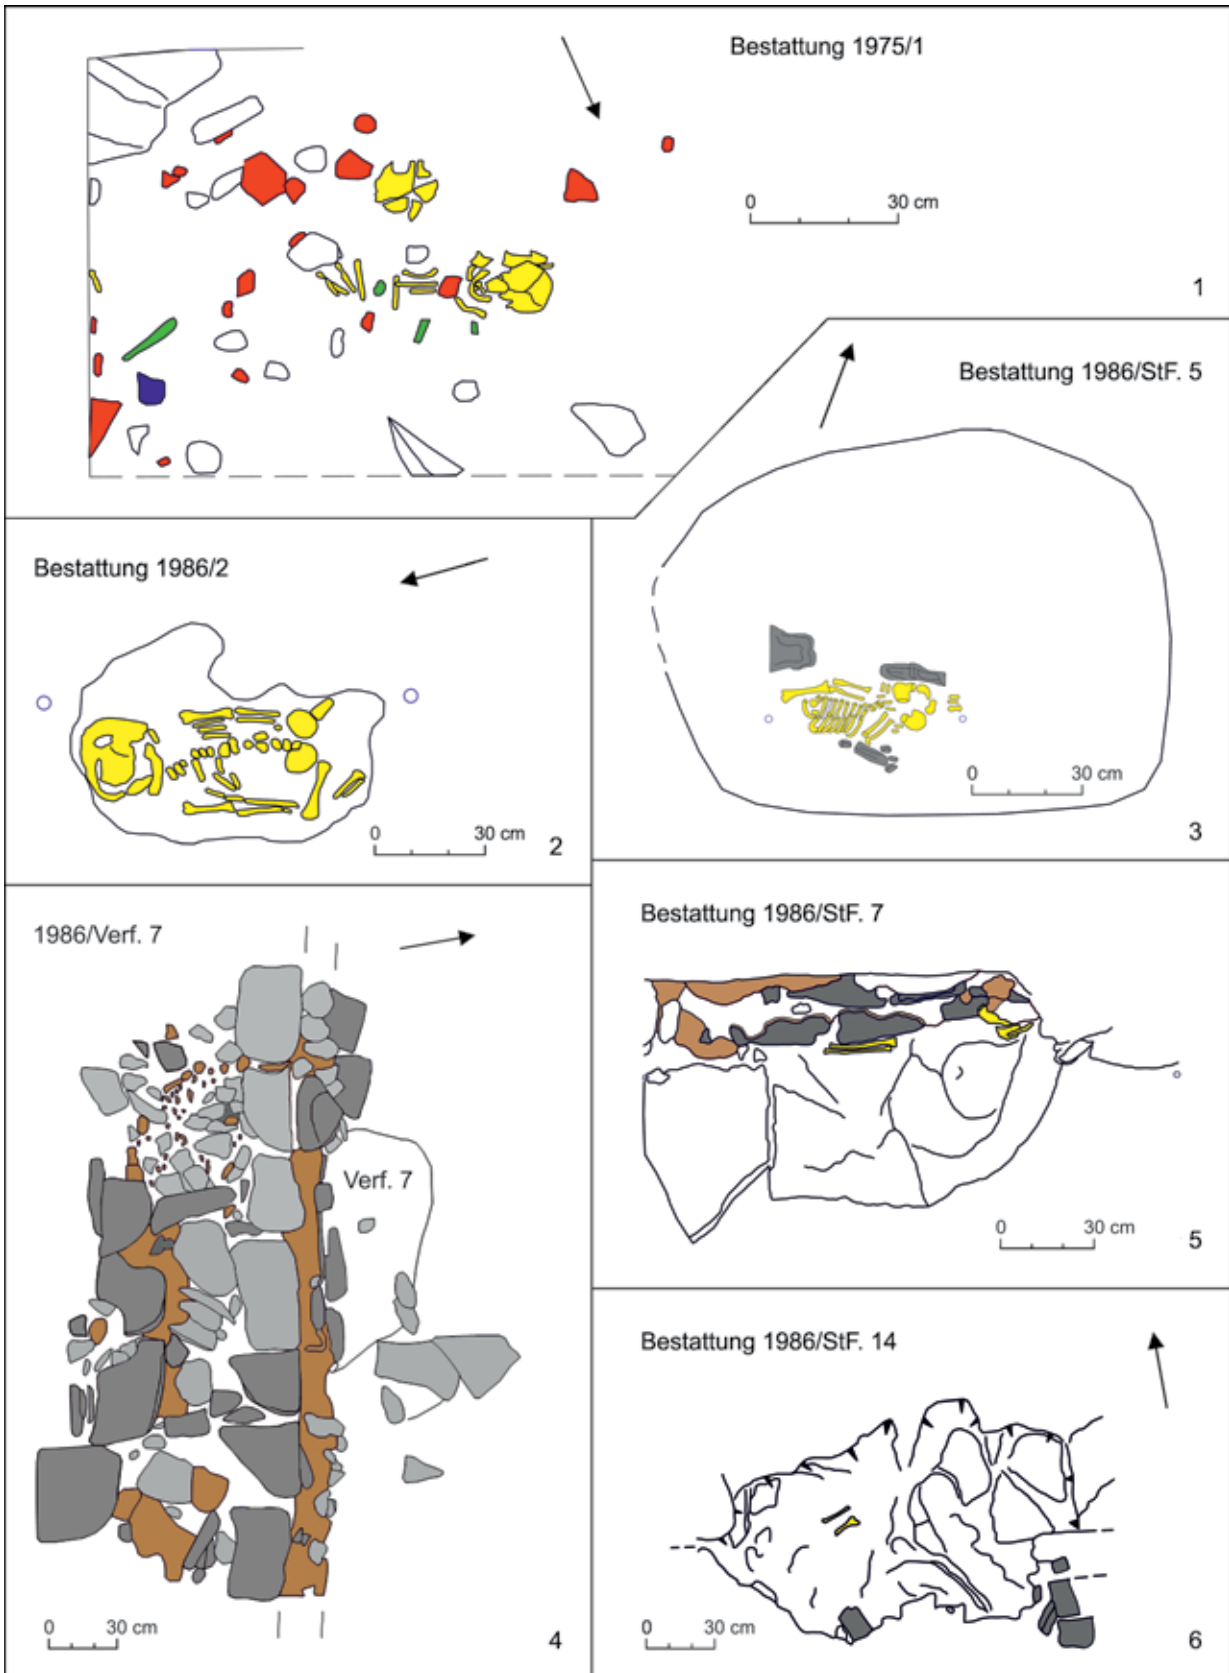 Bestattung 1975/1
0 30 cm
1
Bestattung 1986/StF. 5
0 30 cm
3
Bestattung 1986/2
0 30 cm
2
1986/Verf. 7
Verf. 7
0 30 cm
4
Bestattung 1986/StF. 7
0 30 cm
5
Bestattung 1986/StF. 14
0 30 cm
6